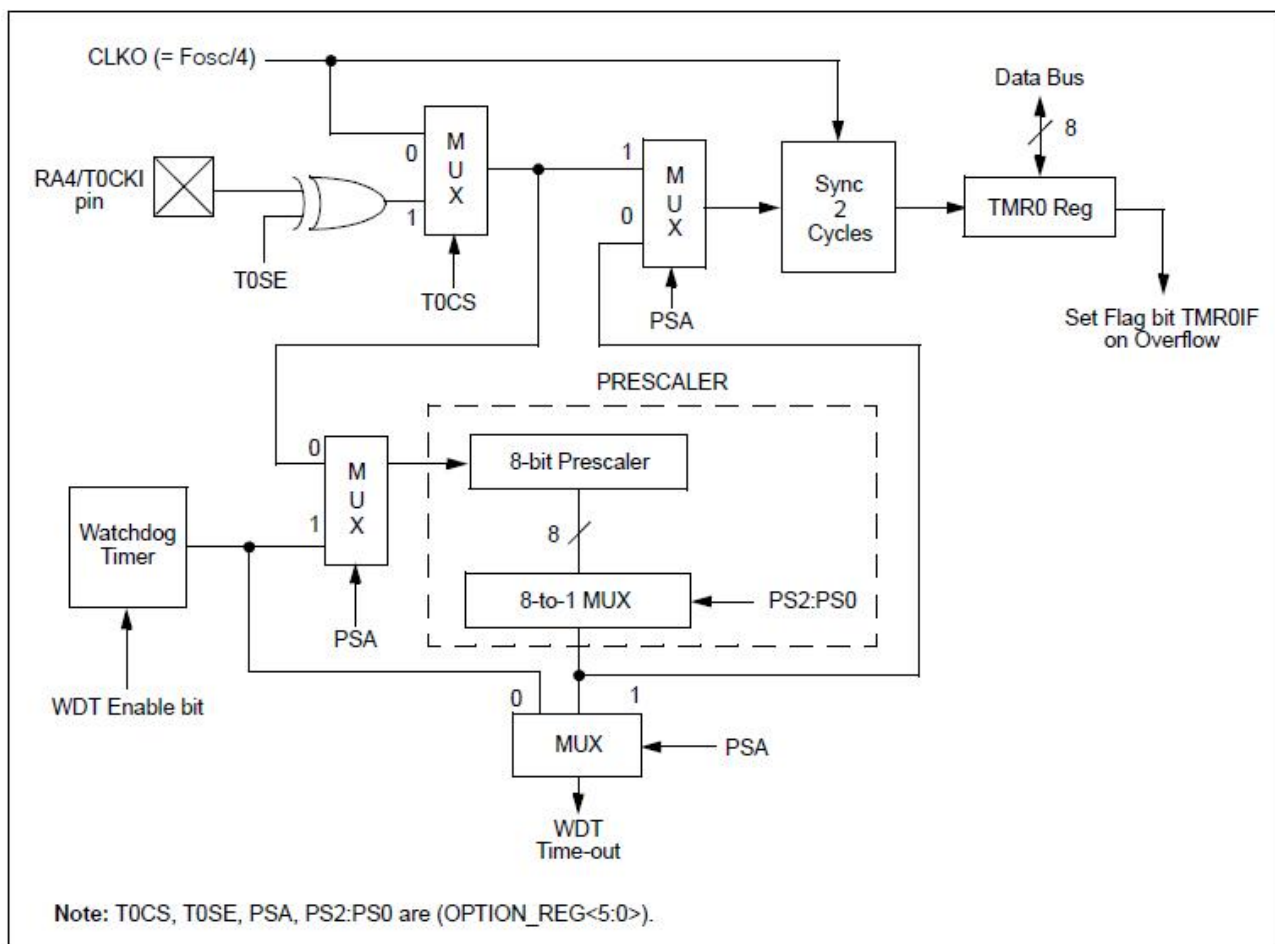 CLKO (= Fosc/4)
Data Bus
8
M
U
X
0
1
RA4/T0CKI
pin
T0SE
T0CS
1
0
M
U
X
PSA
Sync
2
Cycles
TMR0 Reg
Set Flag bit TMR0IF
on Overflow
PRESCALER
0
1
M
U
X
8-bit Prescaler
Watchdog
Timer
8
8-to-1 MUX
PS2:PS0
PSA
WDT Enable bit
0
1
MUX
PSA
WDT
Time-out
Note: T0CS, T0SE, PSA, PS2:PS0 are (OPTION_REG<5:0>).